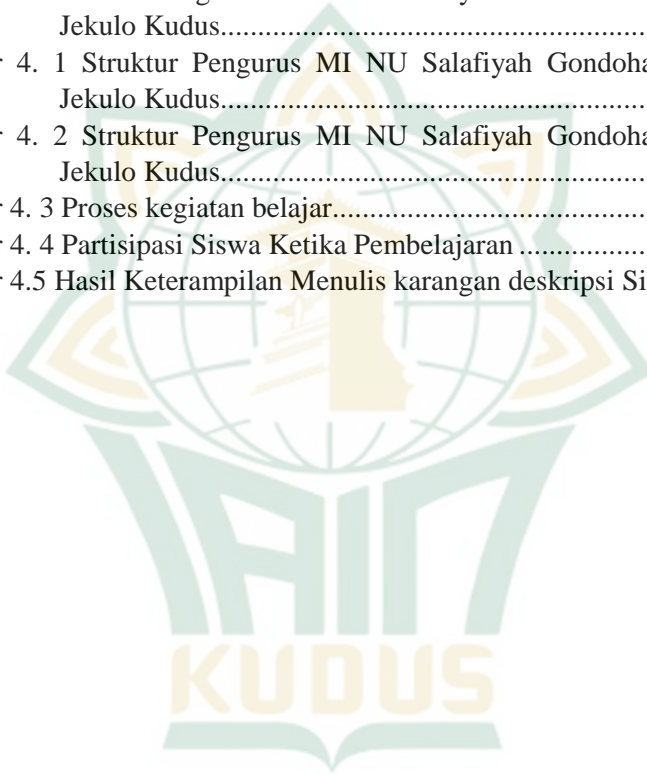 Jekulo Kudus.......................................................................
r 4. 1 Struktur Pengurus MI NU Salafiyah Gondoha
Jekulo Kudus.......................................................................
r 4. 2 Struktur Pengurus MI NU Salafiyah Gondoha
Jekulo Kudus.......................................................................
r 4. 3 Proses kegiatan belajar....................................................
r 4. 4 Partisipasi Siswa Ketika Pembelajaran ......................
r 4.5 Hasil Keterampilan Menulis karangan deskripsi Si
IAIN
KUDUS